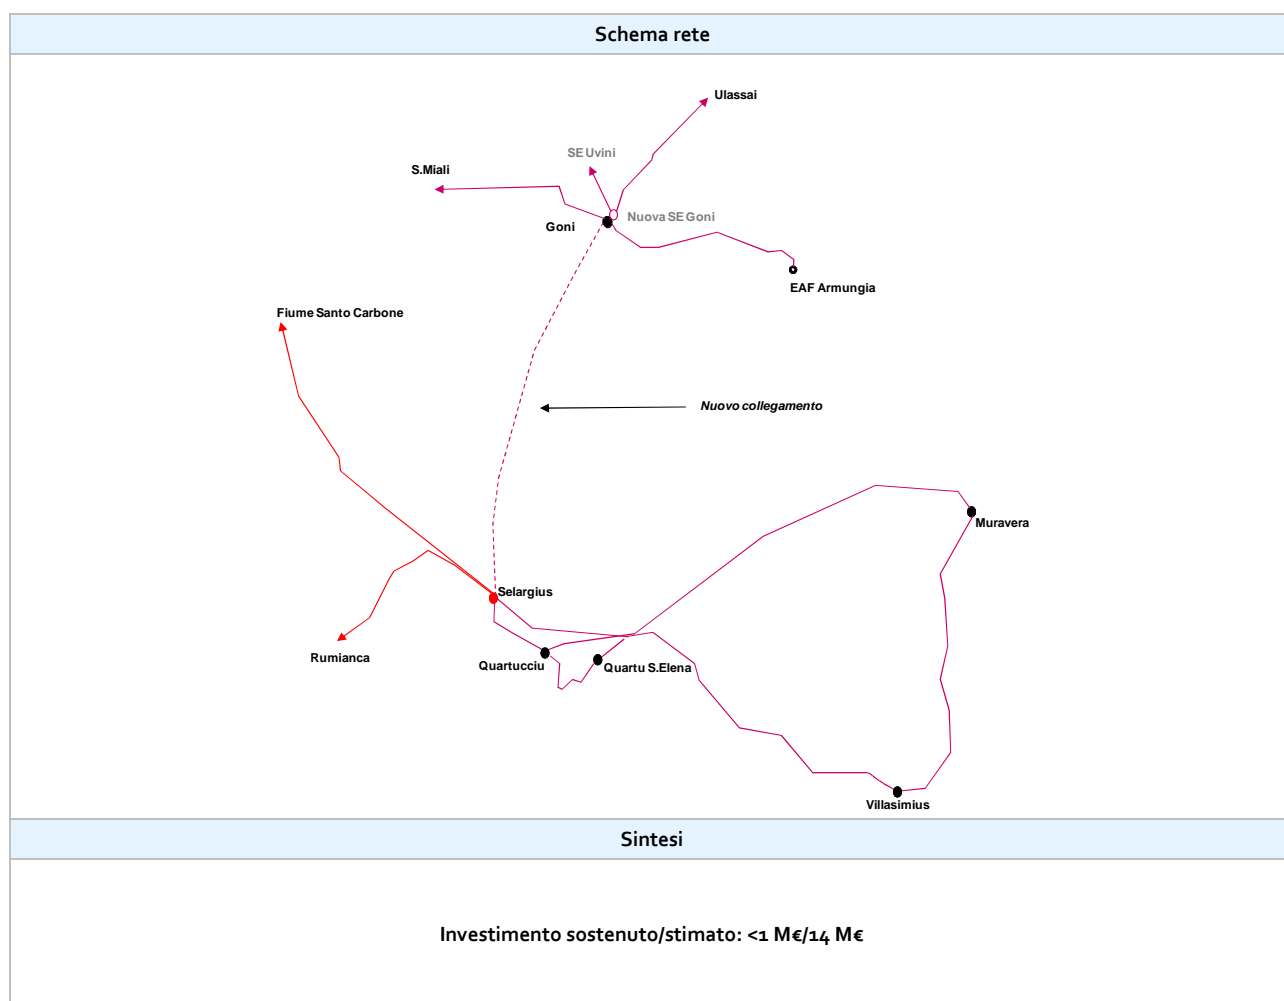 Schema rete
Ulassai
SE Uvini
S.Miali
Nuova SE Goni
Goni
EAF Armungia
Fiume Santo Carbone
Nuovo collegamento
Muravera
Selargius
Rumianca
Quartucciu
Quartu S.Elena
Villasimius
Sintesi
Investimento sostenuto/stimato: <1 M€/14 M€